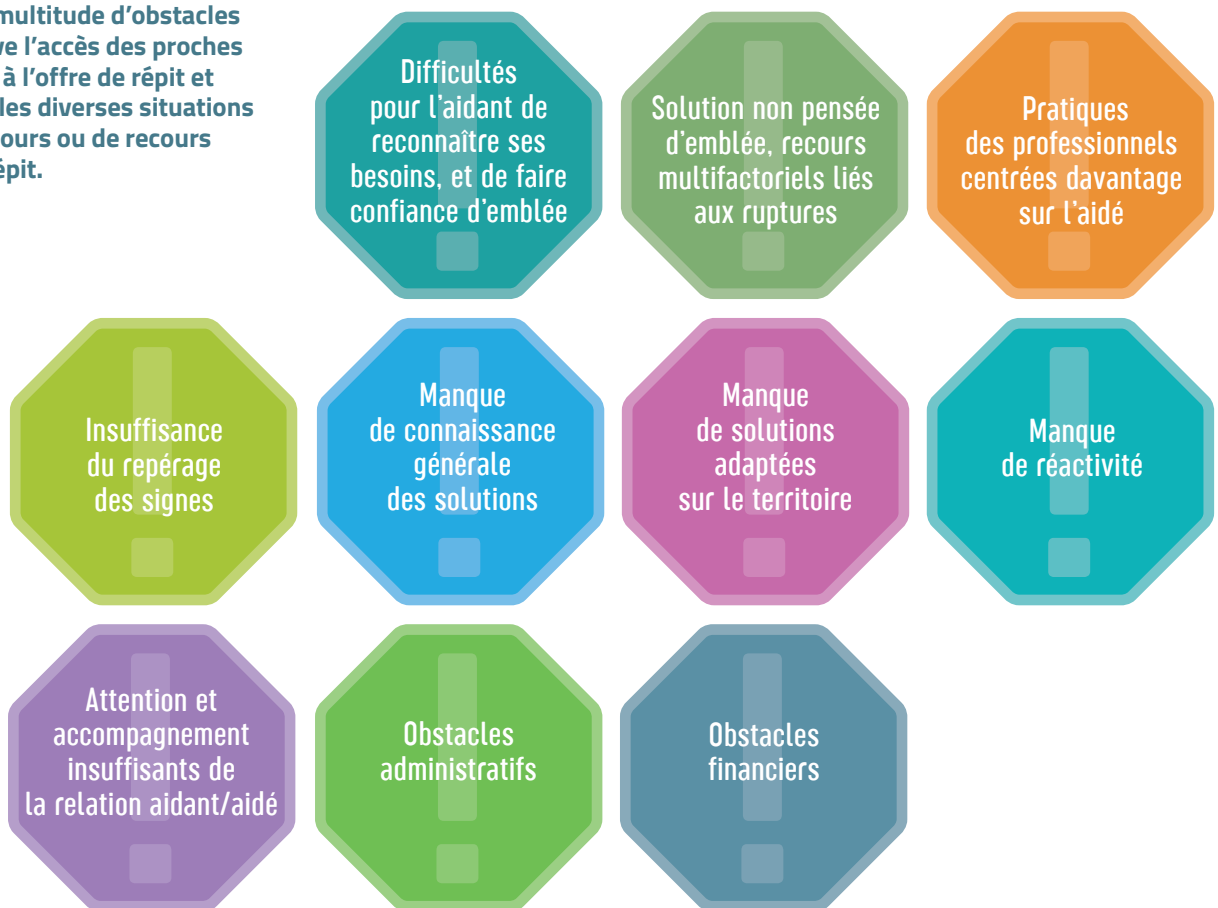 multitude d'obstacles
l'accès des proches
à l'offre de répit et
les diverses situations
ou de recours
Difficultés
pour l'aidant de
reconnaître ses
besoins, et de faire
confiance d'emblée
Solution non pensée
d'emblée, recours
multifactoriels liés
aux ruptures
Pratiques
des professionnels
centrées davantage
sur l'aidé
Insuffisance
du repérage
des signes
Manque
de connaissance
générale
des solutions
Manque
de solutions
adaptées
sur le territoire
Manque
de réactivité
Attention et
accompagnement
insuffisants de
la relation aidant/aidé
Obstacles
administratifs
Obstacles
financiers